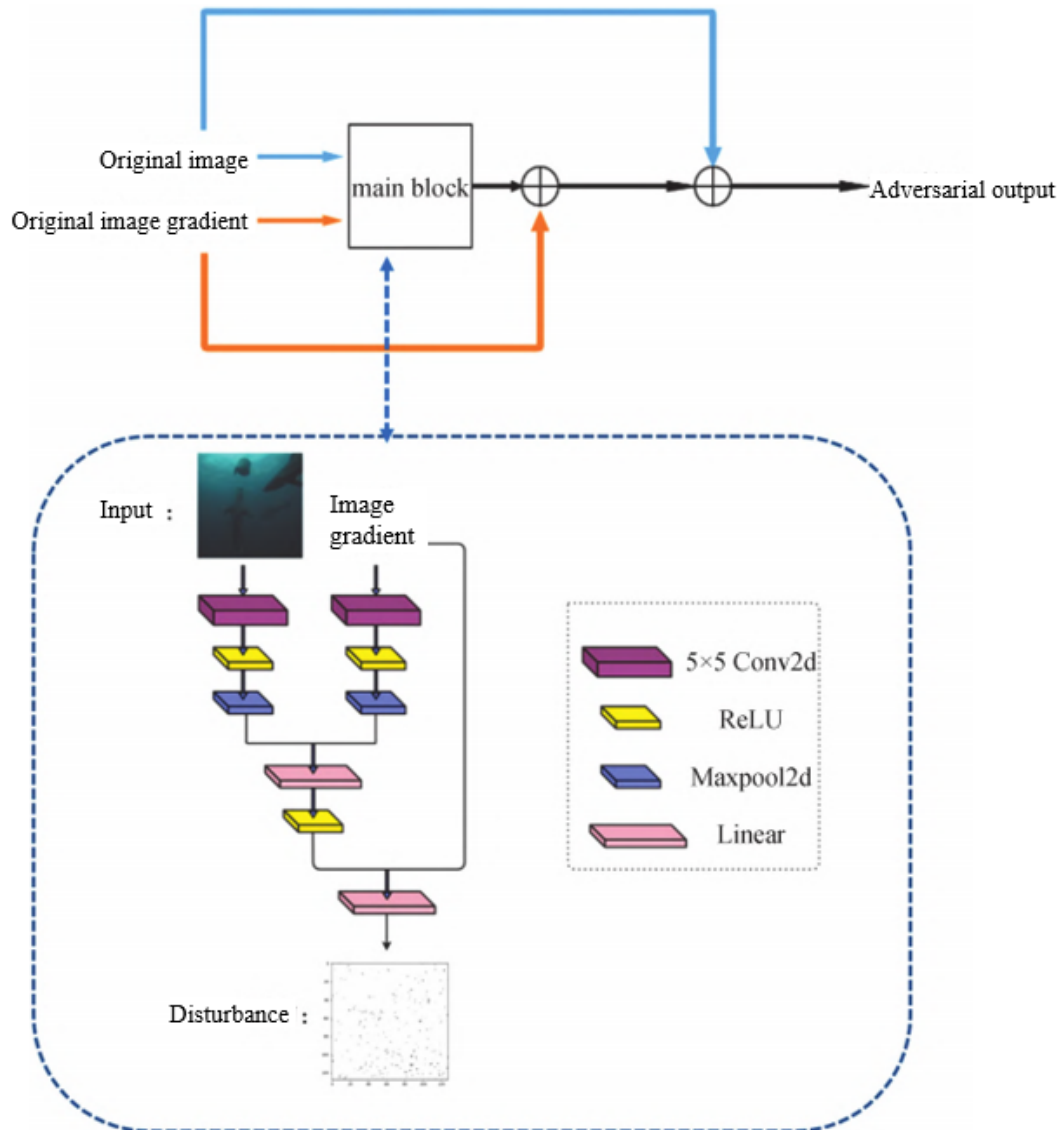 Original image
main block
Adversarial output
Original image gradient
Input :
Image
gradient
5×5 Conv2d
ReLU
Maxpool2d
Linear
Disturbance :